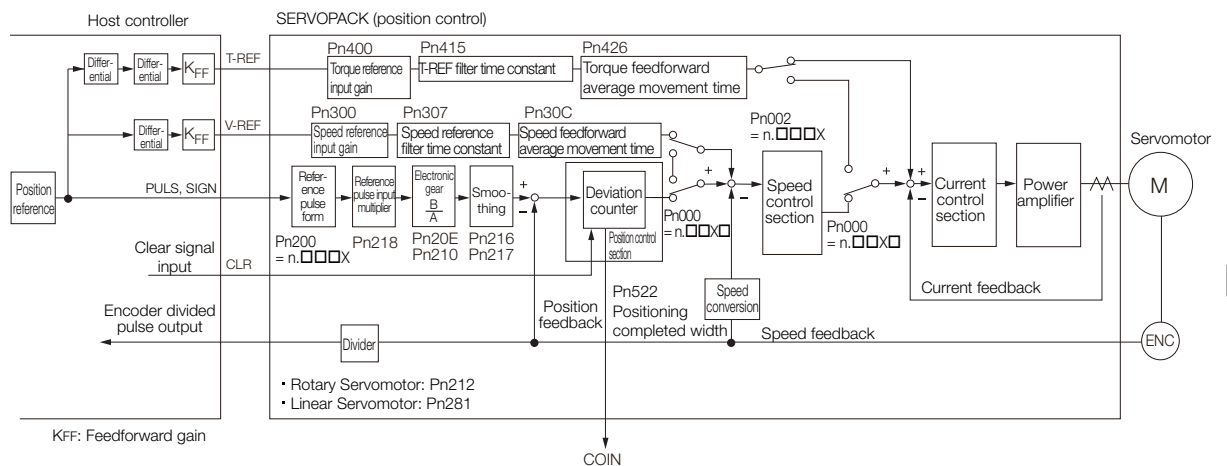 Host controller
SERVOPACK (position control)
Differ-
ential
Differ-
ential
KFF
T-REF
Pn400
Torque reference
input gain
Pn415
T-REF filter time constant
Pn426
Torque feedforward
average movement time
Differ-
ential
KFF
V-REF
Pn300
Speed reference
input gain
Pn307
Speed reference
filter time constant
Pn30C
Speed feedforward
average movement time
Pn002
= n.□□□X
Servomotor
Position
reference
PULS, SIGN
Refer-
ence
pulse
form
Pn200
= n.□□□X
Reference
pulse input
multiplier
Pn218
Electronic
gear
B
A
Pn20E
Pn210
Smoo-
thing
Pn216
Pn217
+
−
Deviation
counter
Position control
section
Pn000
= n.□□X□
+
−
Speed
control
section
Pn000
= n.□□X□
+
+
−
Current
control
section
Power
amplifier
M
Clear signal
input
CLR
Encoder divided
pulse output
Divider
Position
feedback
Pn522
Positioning
completed width
Speed
conversion
Current feedback
Speed feedback
ENC
• Rotary Servomotor: Pn212
• Linear Servomotor: Pn281
KFF: Feedforward gain
COIN